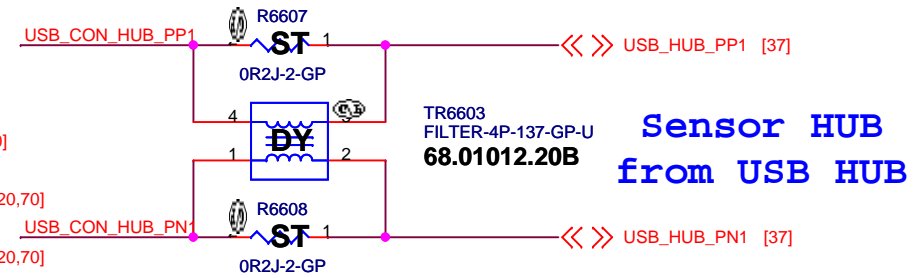 R6607
USB_CON_HUB_PP1
ST
1
USB_HUB_PP1 [37]
0R2J-2-GP
4
TR6603
FILTER-4P-137-GP-U
68.01012.20B
DY
1
2
Sensor HUB
from USB HUB
20,70]
R6608
USB_CON_HUB_PN1
ST
1
USB_HUB_PN1 [37]
20,70]
0R2J-2-GP